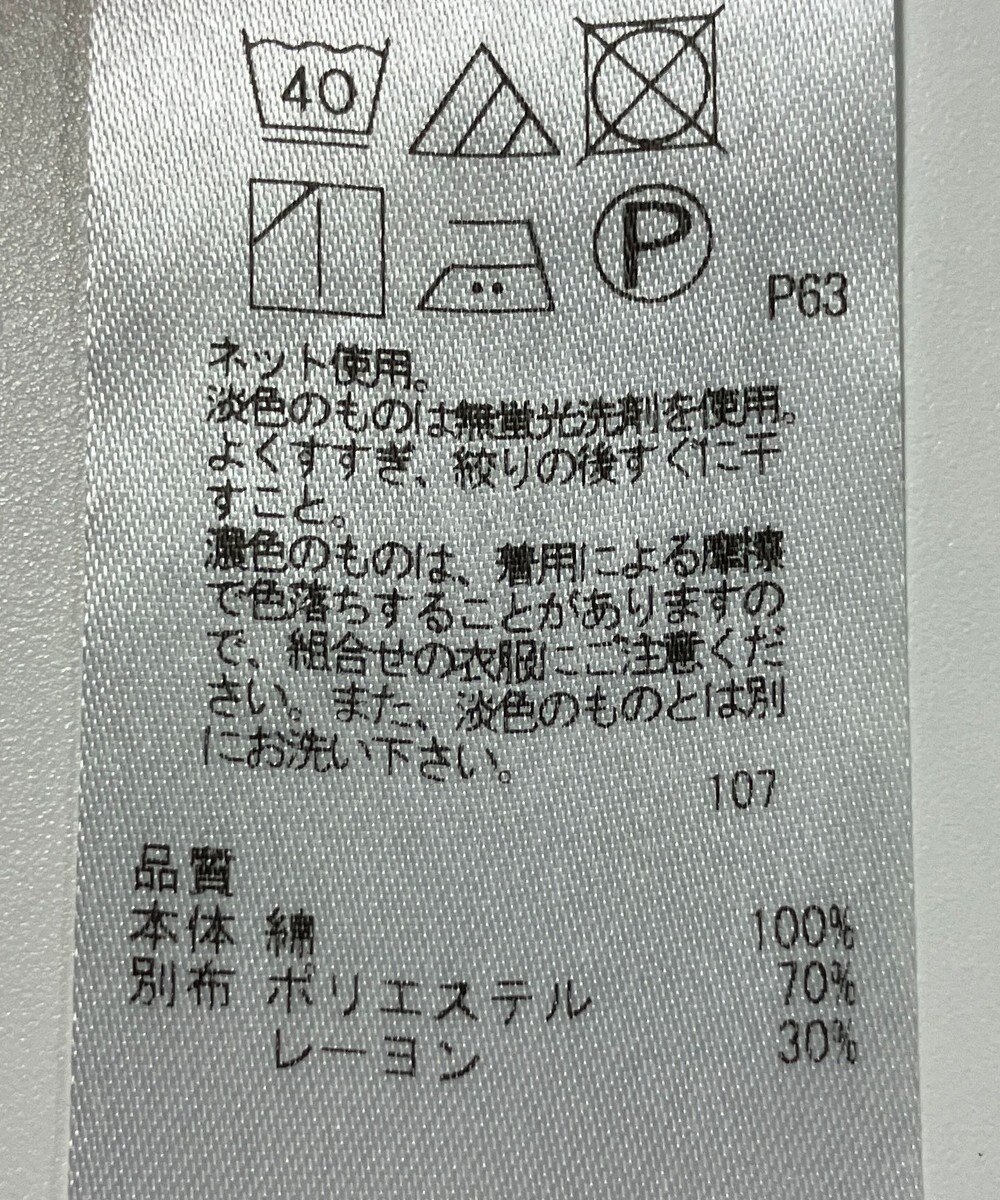 40
P
P63
ネット使用。
淡色のものは無蛍光洗剤を使用。
よくすすぎ、絞りの後すぐに干
すこと。
濃色のものは、着用による摩擦
で色落ちすることがありますの
で、組合せの衣服にご注意くだ
さい。また、淡色のものとは別
にお洗い下さい。
107
品質
本体 綿 100%
別布 ポリエステル 70%
レーヨン 30%